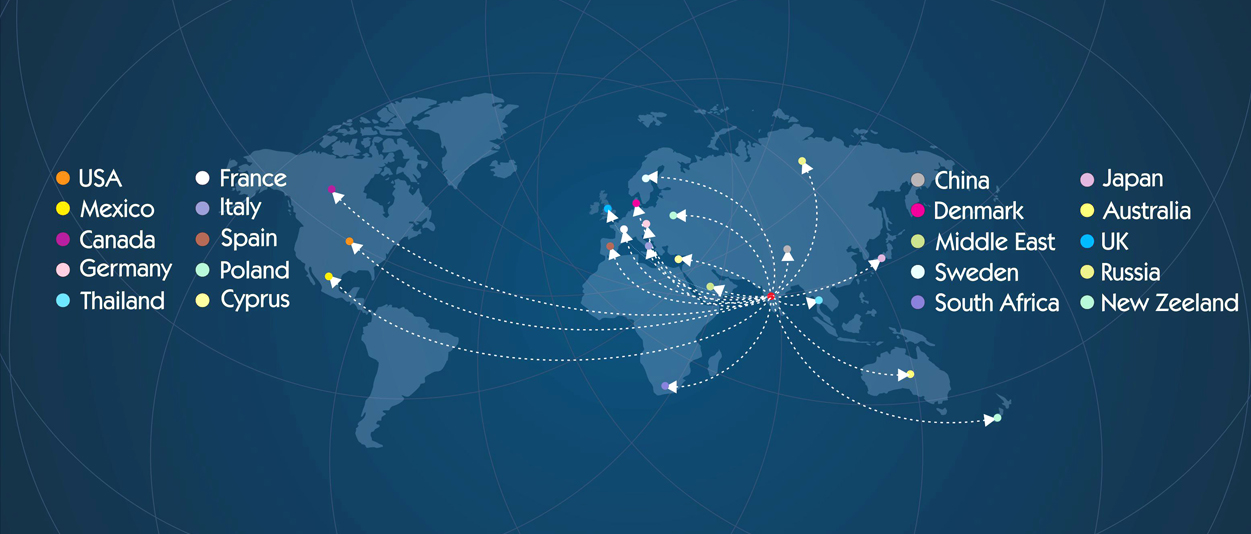 USA
Mexico
Canada
Germany
Thailand
France
Italy
Spain
Poland
Cyprus
China
Denmark
Middle East
Sweden
South Africa
Japan
Australia
UK
Russia
New Zeeland